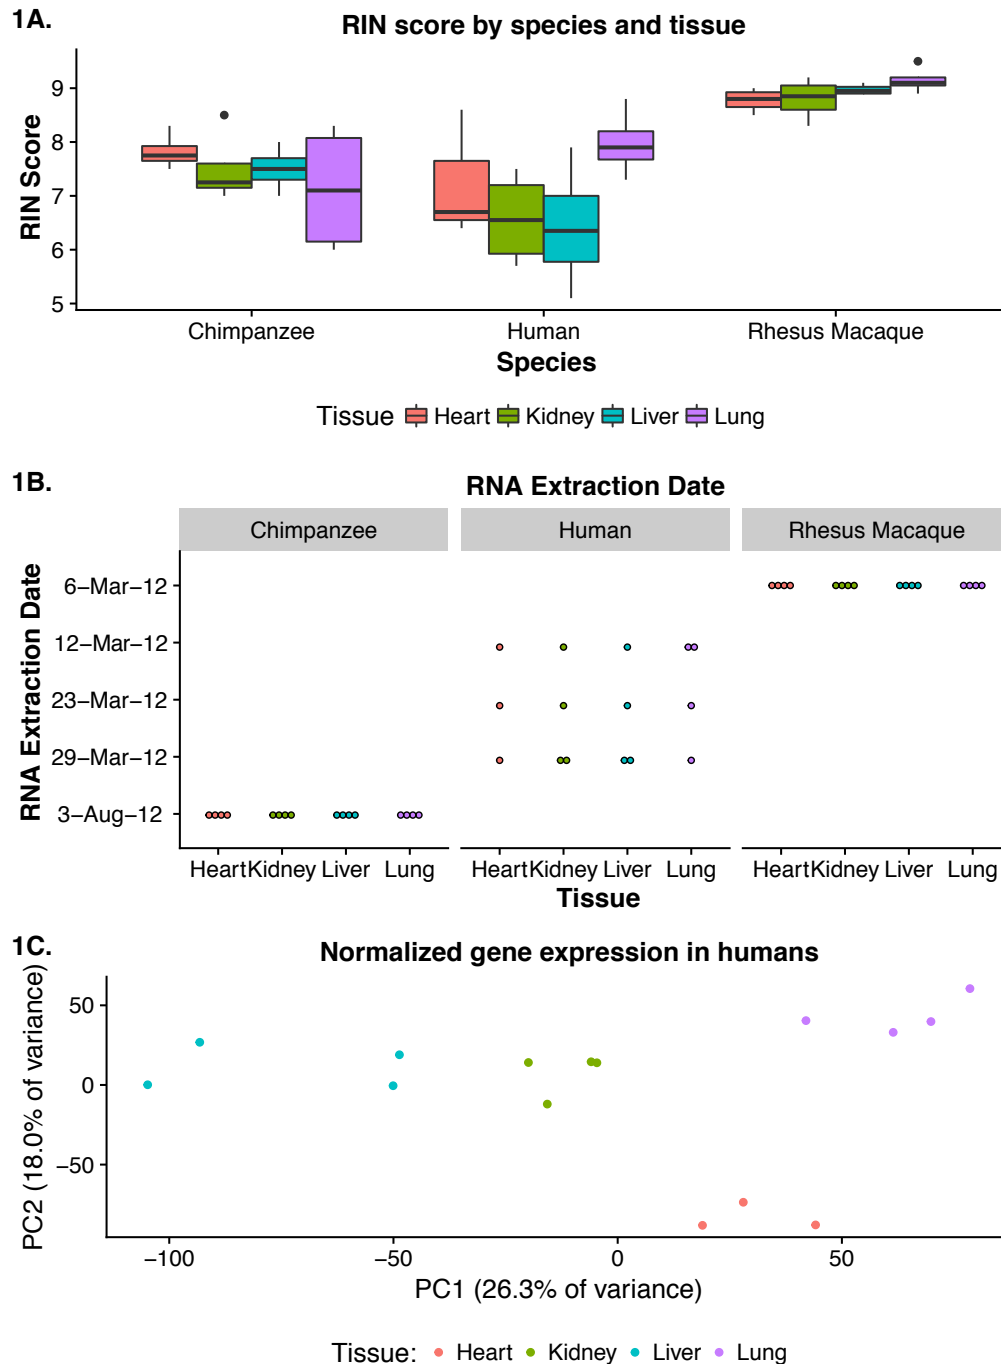 1A.
RIN score by species and tissue
RIN Score
9
8
7
6
5
Chimpanzee Human Rhesus Macaque
Species
Tissue Heart Kidney Liver Lung
1B.
RNA Extraction Date
Chimpanzee Human Rhesus Macaque
RNA Extraction Date
6−Mar−12
12−Mar−12
23−Mar−12
29−Mar−12
3−Aug−12
Heart Kidney Liver Lung Heart Kidney Liver Lung Heart Kidney Liver Lung
Tissue
1C.
Normalized gene expression in humans
PC2 (18.0% of variance)
50
0
−50
−100 −50 0 50
PC1 (26.3% of variance)
Tissue: Heart Kidney Liver Lung